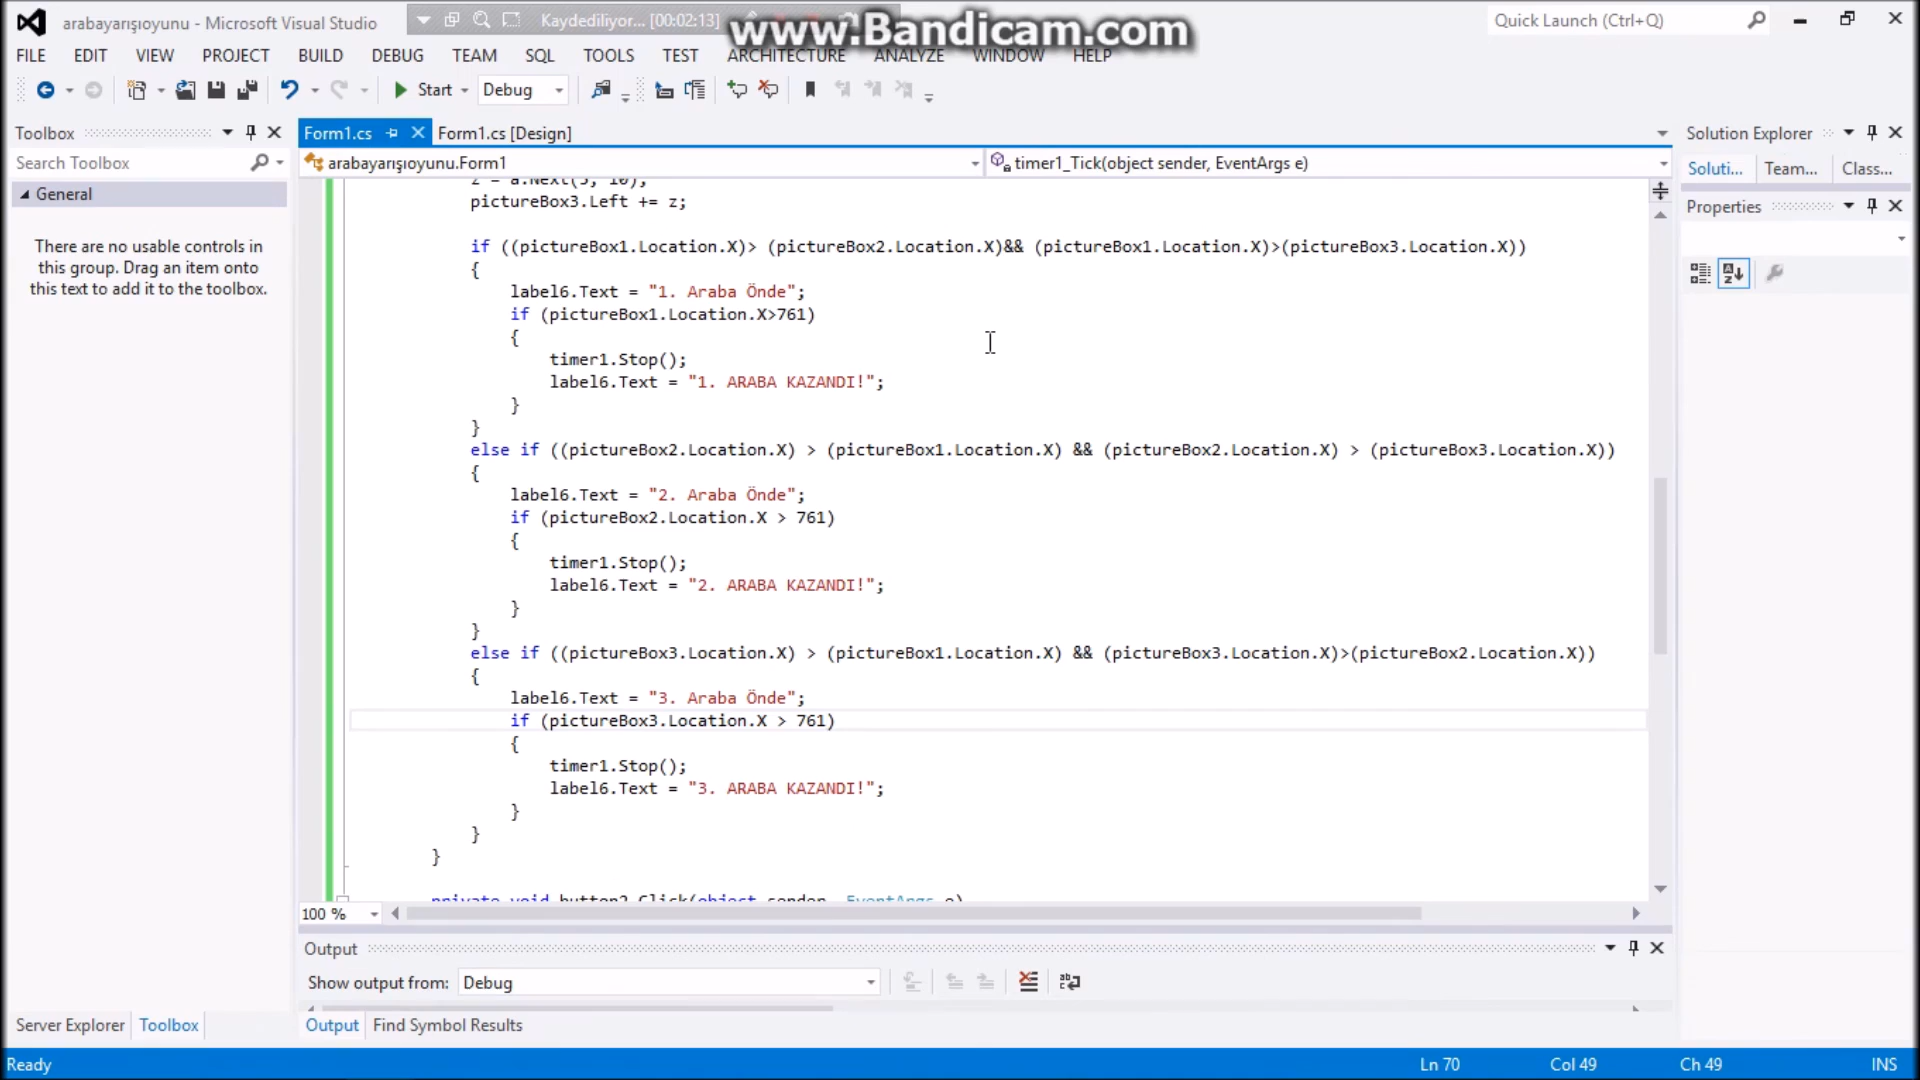 arabayarışıoyunu - Microsoft Visual Studio
Kaydediliyor... [00:02:13]
www.Bandicam.com
Quick Launch (Ctrl+Q)
FILE EDIT VIEW PROJECT BUILD DEBUG TEAM SQL TOOLS TEST ARCHITECTURE ANALYZE WINDOW HELP
Start Debug
Toolbox
Form1.cs Form1.cs [Design]
Solution Explorer
Search Toolbox
arabayarışıoyunu.Form1
timer1_Tick(object sender, EventArgs e)
Soluti... Team... Class...
General
Properties
There are no usable controls in
this group. Drag an item onto
this text to add it to the toolbox.
z = a.Next(5, 10);
pictureBox3.Left += z;
if ((pictureBox1.Location.X)> (pictureBox2.Location.X)&& (pictureBox1.Location.X)>(pictureBox3.Location.X))
{
label6.Text = "1. Araba Önde";
if (pictureBox1.Location.X>761)
{
timer1.Stop();
label6.Text = "1. ARABA KAZANDI!";
}
}
else if ((pictureBox2.Location.X) > (pictureBox1.Location.X) && (pictureBox2.Location.X) > (pictureBox3.Location.X))
{
label6.Text = "2. Araba Önde";
if (pictureBox2.Location.X > 761)
{
timer1.Stop();
label6.Text = "2. ARABA KAZANDI!";
}
}
else if ((pictureBox3.Location.X) > (pictureBox1.Location.X) && (pictureBox3.Location.X)>(pictureBox2.Location.X))
{
label6.Text = "3. Araba Önde";
if (pictureBox3.Location.X > 761)
{
timer1.Stop();
label6.Text = "3. ARABA KAZANDI!";
}
}
}
private void button2_Click(object sender, EventArgs e)
100 %
Output
Show output from: Debug
Server Explorer Toolbox
Output Find Symbol Results
Ready
Ln 70 Col 49 Ch 49 INS